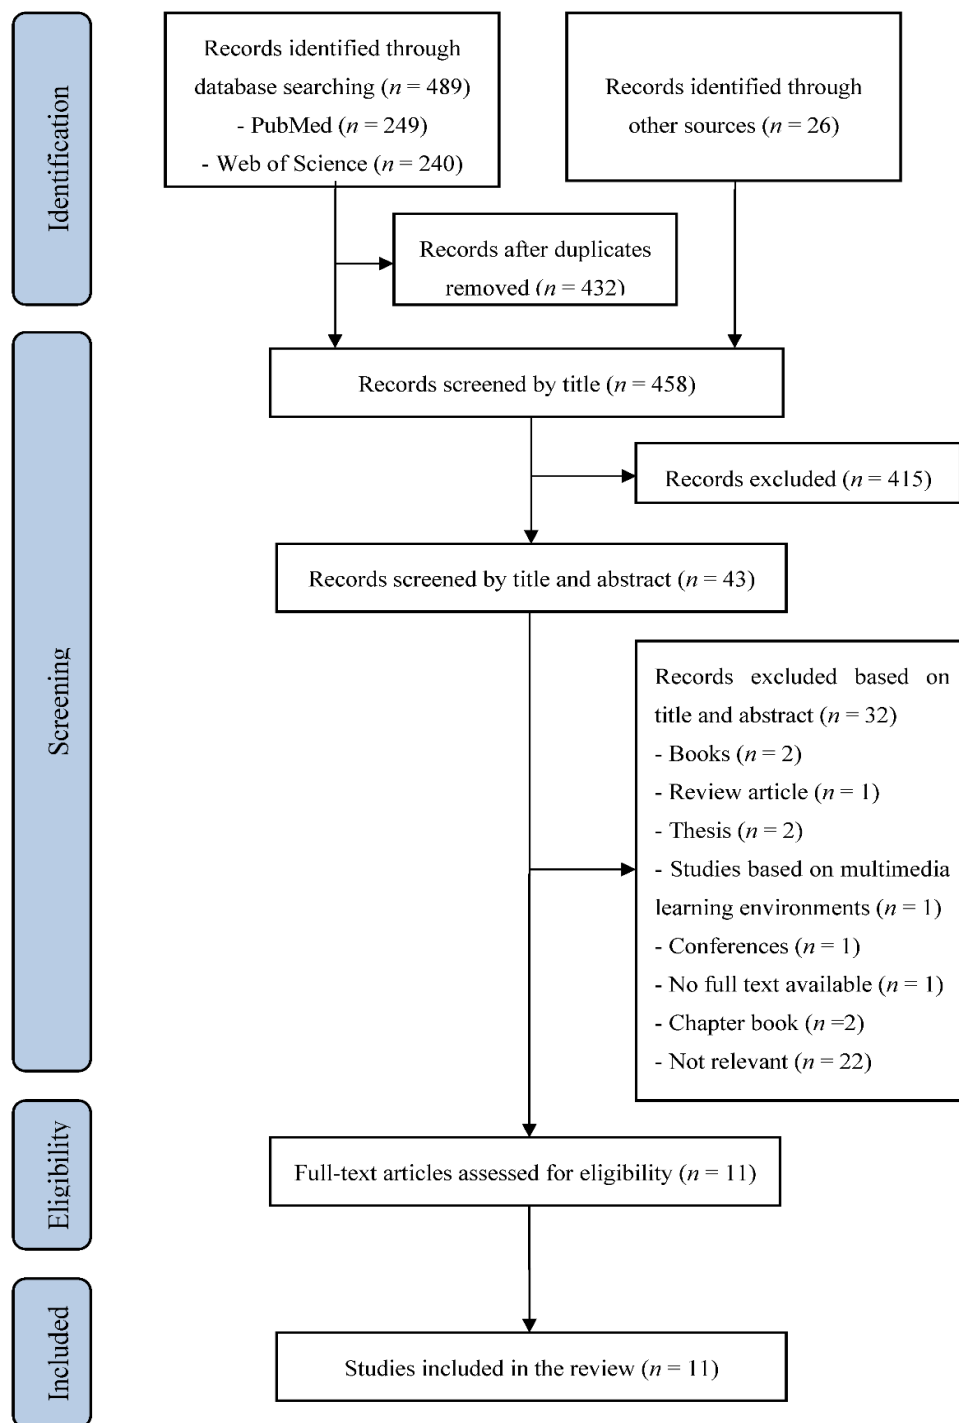 Identification
Records identified through
database searching (n = 489)
- PubMed (n = 249)
- Web of Science (n = 240)
Records identified through
other sources (n = 26)
Records after duplicates
removed (n = 432)
Screening
Records screened by title (n = 458)
Records excluded (n = 415)
Records screened by title and abstract (n = 43)
Records excluded based on
title and abstract (n = 32)
- Books (n = 2)
- Review article (n = 1)
- Thesis (n = 2)
- Studies based on multimedia
learning environments (n = 1)
- Conferences (n = 1)
- No full text available (n = 1)
- Chapter book (n =2)
- Not relevant (n = 22)
Eligibility
Full-text articles assessed for eligibility (n = 11)
Included
Studies included in the review (n = 11)